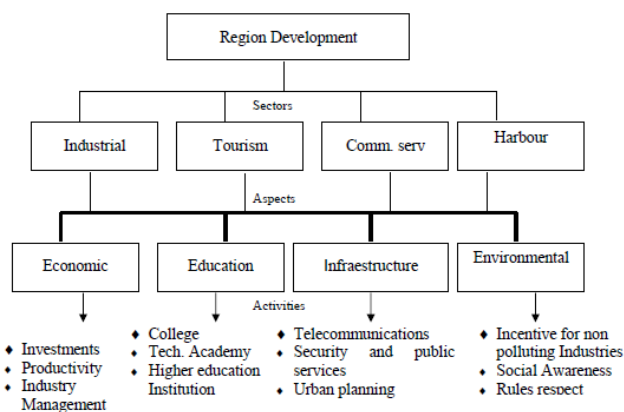 Region Development
Sectors
Industrial
Tourism
Comm. serv
Harbour
Aspects
Economic
Education
Infraestructure
Environmental
Activities
♦ Investments
♦ Productivity
♦ Industry
Management
♦ College
♦ Tech. Academy
♦ Higher education
Institution
♦ Telecommunications
♦ Security and public
services
♦ Urban planning
♦ Incentive for non
polluting Industries
♦ Social Awareness
♦ Rules respect